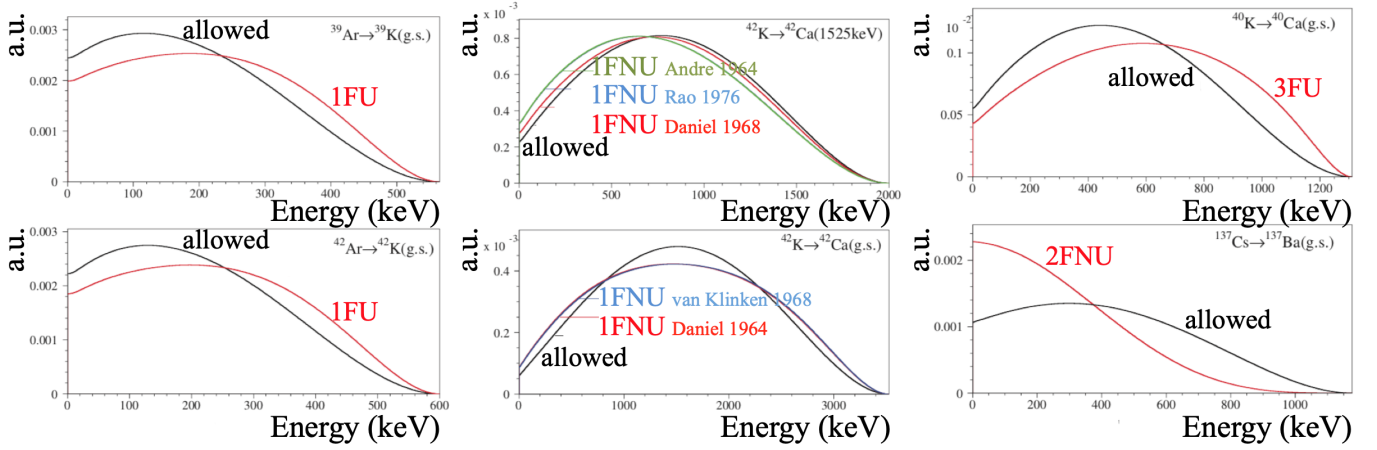 a.u.
0.003
0.002
0.001
0
0 100 200 300 400 500
allowed
³⁹Ar→³⁹K(g.s.)
1FU
Energy (keV)
a.u.
x 10⁻³
0.8
0.6
0.4
0.2
0
0 500 1000 1500 2000
⁴²K→⁴²Ca(1525keV)
1FNU Andre 1964
1FNU Rao 1976
1FNU Daniel 1968
allowed
Energy (keV)
a.u.
10⁻²
0.1
0.05
0
0 200 400 600 800 1000 1200
⁴⁰K→⁴⁰Ca(g.s.)
allowed
3FU
Energy (keV)
a.u.
0.003
0.002
0.001
0
0 100 200 300 400 500 600
allowed
⁴²Ar→⁴²K(g.s.)
1FU
Energy (keV)
a.u.
x 10⁻³
0.4
0.2
0
0 1000 2000 3000
⁴²K→⁴²Ca(g.s.)
1FNU van Klinken 1968
1FNU Daniel 1964
allowed
Energy (keV)
a.u.
0.002
0.001
0
0 200 400 600 800 1000
¹³⁷Cs→¹³⁷Ba(g.s.)
2FNU
allowed
Energy (keV)